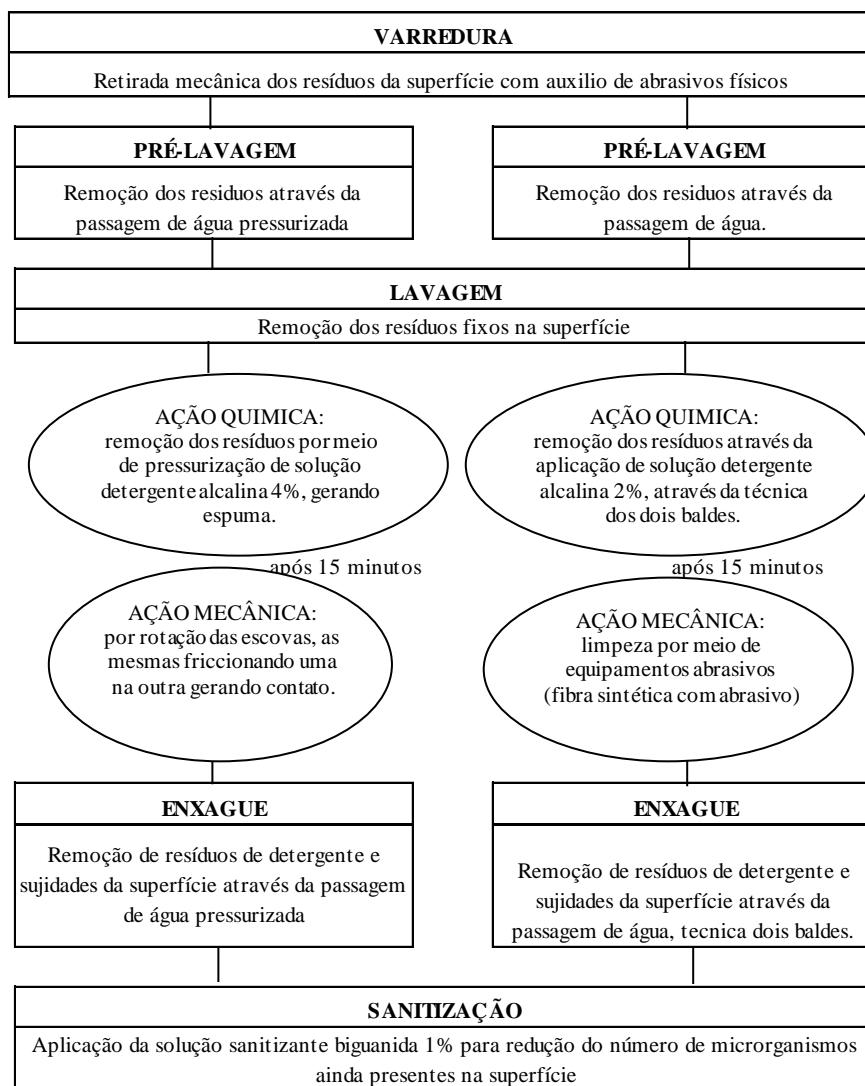 VARREDURA
Retirada mecânica dos resíduos da superfície com auxilio de abrasivos físicos
PRÉ-LAVAGEM
Remoção dos residuos através da
passagem de água pressurizada
PRÉ-LAVAGEM
Remoção dos residuos através da
passagem de água.
LAVAGEM
Remoção dos resíduos fixos na superfície
AÇÃO QUIMICA:
remoção dos resíduos por meio
de pressurização de solução
detergente alcalina 4%, gerando
espuma.
após 15 minutos
AÇÃO MECÂNICA:
por rotação das escovas, as
mesmas friccionando uma
na outra gerando contato.
AÇÃO QUIMICA:
remoção dos resíduos através da
aplicação de solução detergente
alcalina 2%, através da técnica
dos dois baldes.
após 15 minutos
AÇÃO MECÂNICA:
limpeza por meio de
equipamentos abrasivos
(fibra sintética com abrasivo)
ENXAGUE
Remoção de resíduos de detergente e
sujidades da superfície através da passagem
de água pressurizada
ENXAGUE
Remoção de resíduos de detergente e
sujidades da superfície através da
passagem de água, tecnica dois baldes.
SANITIZAÇÃO
Aplicação da solução sanitizante biguanida 1% para redução do número de microrganismos
ainda presentes na superfície